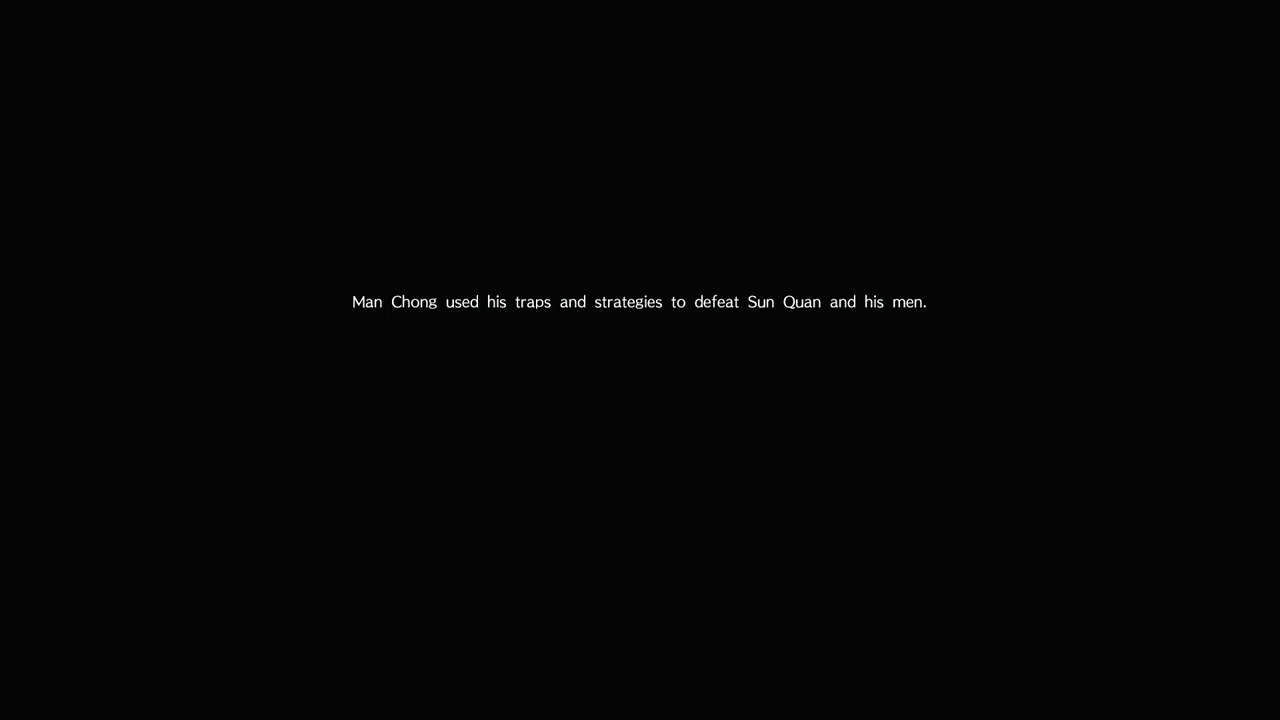 Man Chong used his traps and strategies to defeat Sun Quan and his men.